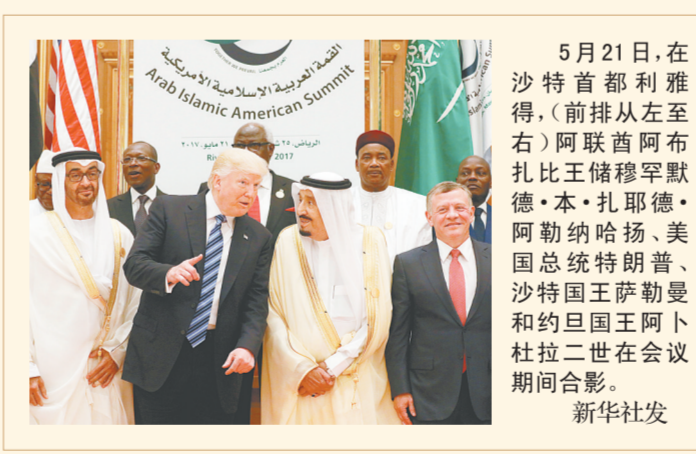 القمة العربية الإسلامية الأمريكية
Arab Islamic American Summit
2017
5月21日,在
沙特首都利雅
得,(前排从左至
右)阿联酋阿布
扎比王储穆罕默
德·本·扎耶德·
阿勒纳哈扬、美
国总统特朗普、
沙特国王萨勒曼
和约旦国王阿卜
杜拉二世在会议
期间合影。
新华社发